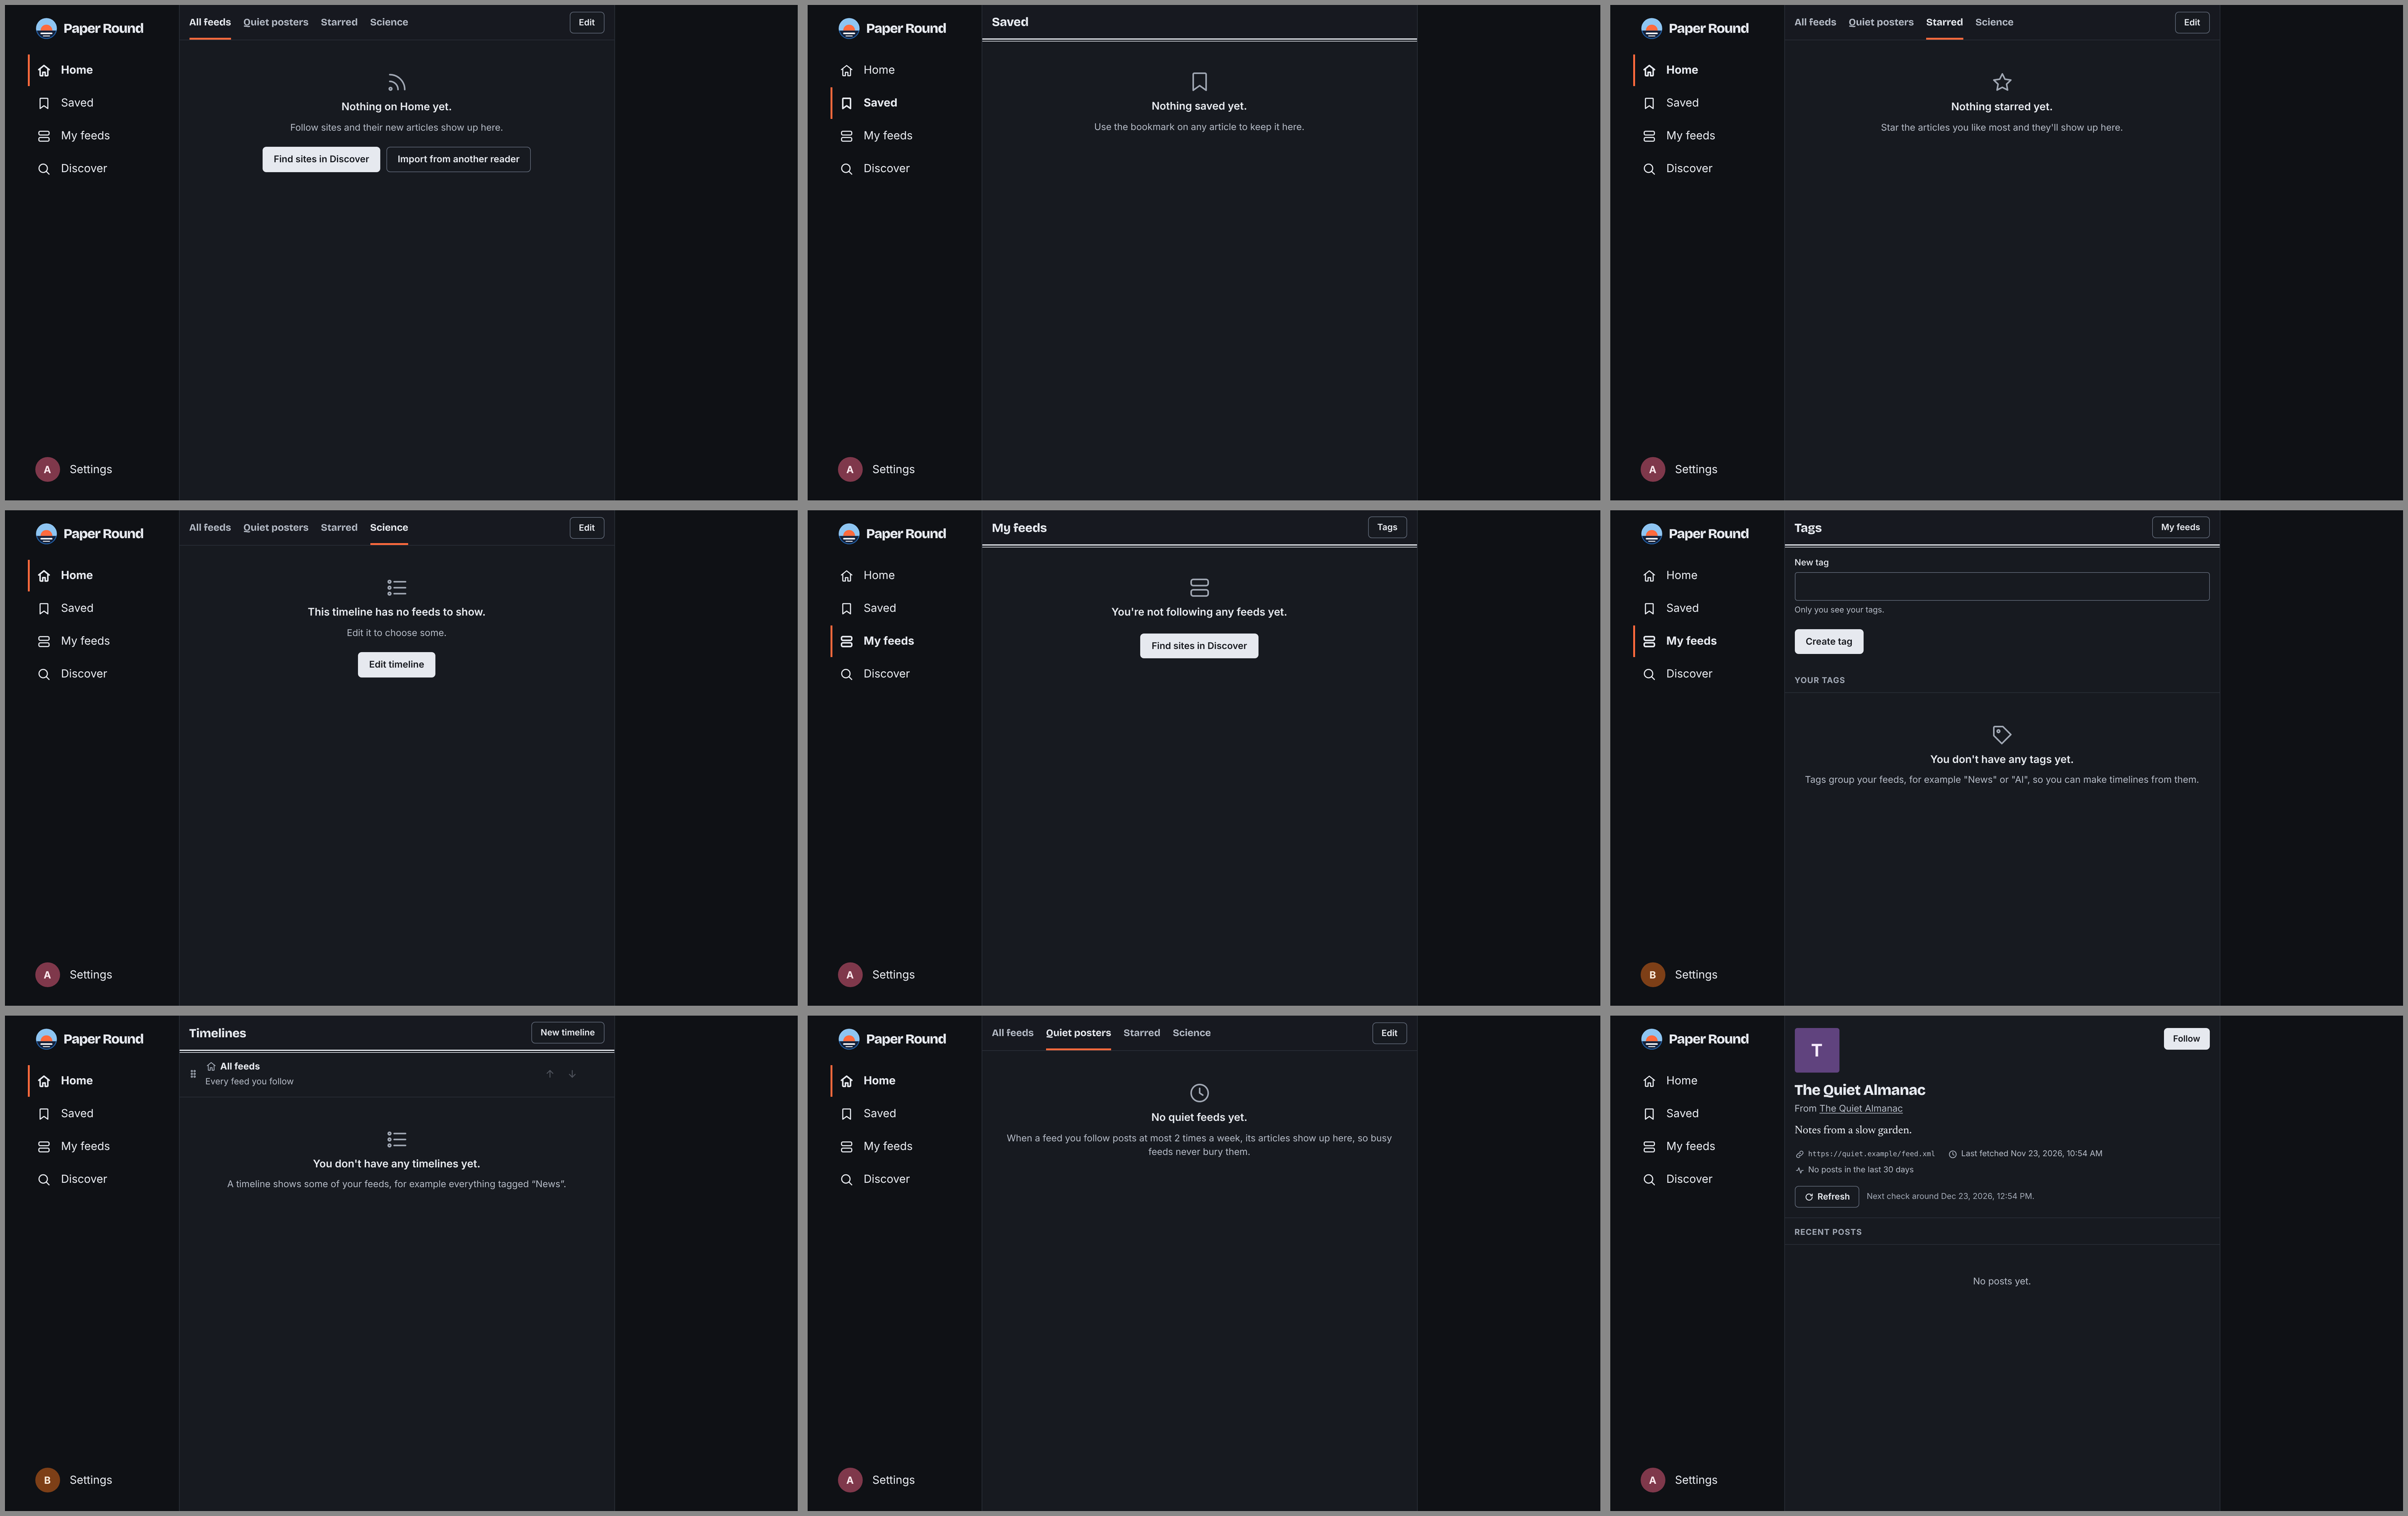 Paper Round
Home
Saved
My feeds
Discover
A Settings
All feeds Quiet posters Starred Science Edit
Nothing on Home yet.
Follow sites and their new articles show up here.
Find sites in Discover Import from another reader
Paper Round
Home
Saved
My feeds
Discover
A Settings
Saved
Nothing saved yet.
Use the bookmark on any article to keep it here.
Paper Round
Home
Saved
My feeds
Discover
A Settings
All feeds Quiet posters Starred Science Edit
Nothing starred yet.
Star the articles you like most and they'll show up here.
Paper Round
Home
Saved
My feeds
Discover
A Settings
All feeds Quiet posters Starred Science Edit
This timeline has no feeds to show.
Edit it to choose some.
Edit timeline
Paper Round
Home
Saved
My feeds
Discover
A Settings
My feeds Tags
You're not following any feeds yet.
Find sites in Discover
Paper Round
Home
Saved
My feeds
Discover
B Settings
Tags My feeds
New tag
Only you see your tags.
Create tag
YOUR TAGS
You don't have any tags yet.
Tags group your feeds, for example "News" or "AI", so you can make timelines from them.
Paper Round
Home
Saved
My feeds
Discover
B Settings
Timelines New timeline
All feeds
Every feed you follow
You don't have any timelines yet.
A timeline shows some of your feeds, for example everything tagged "News".
Paper Round
Home
Saved
My feeds
Discover
A Settings
All feeds Quiet posters Starred Science Edit
No quiet feeds yet.
When a feed you follow posts at most 2 times a week, its articles show up here, so busy
feeds never bury them.
Paper Round
Home
Saved
My feeds
Discover
A Settings
T Follow
The Quiet Almanac
From The Quiet Almanac
Notes from a slow garden.
https://quiet.example/feed.xml Last fetched Nov 23, 2026, 10:54 AM
No posts in the last 30 days
Refresh Next check around Dec 23, 2026, 12:54 PM.
RECENT POSTS
No posts yet.